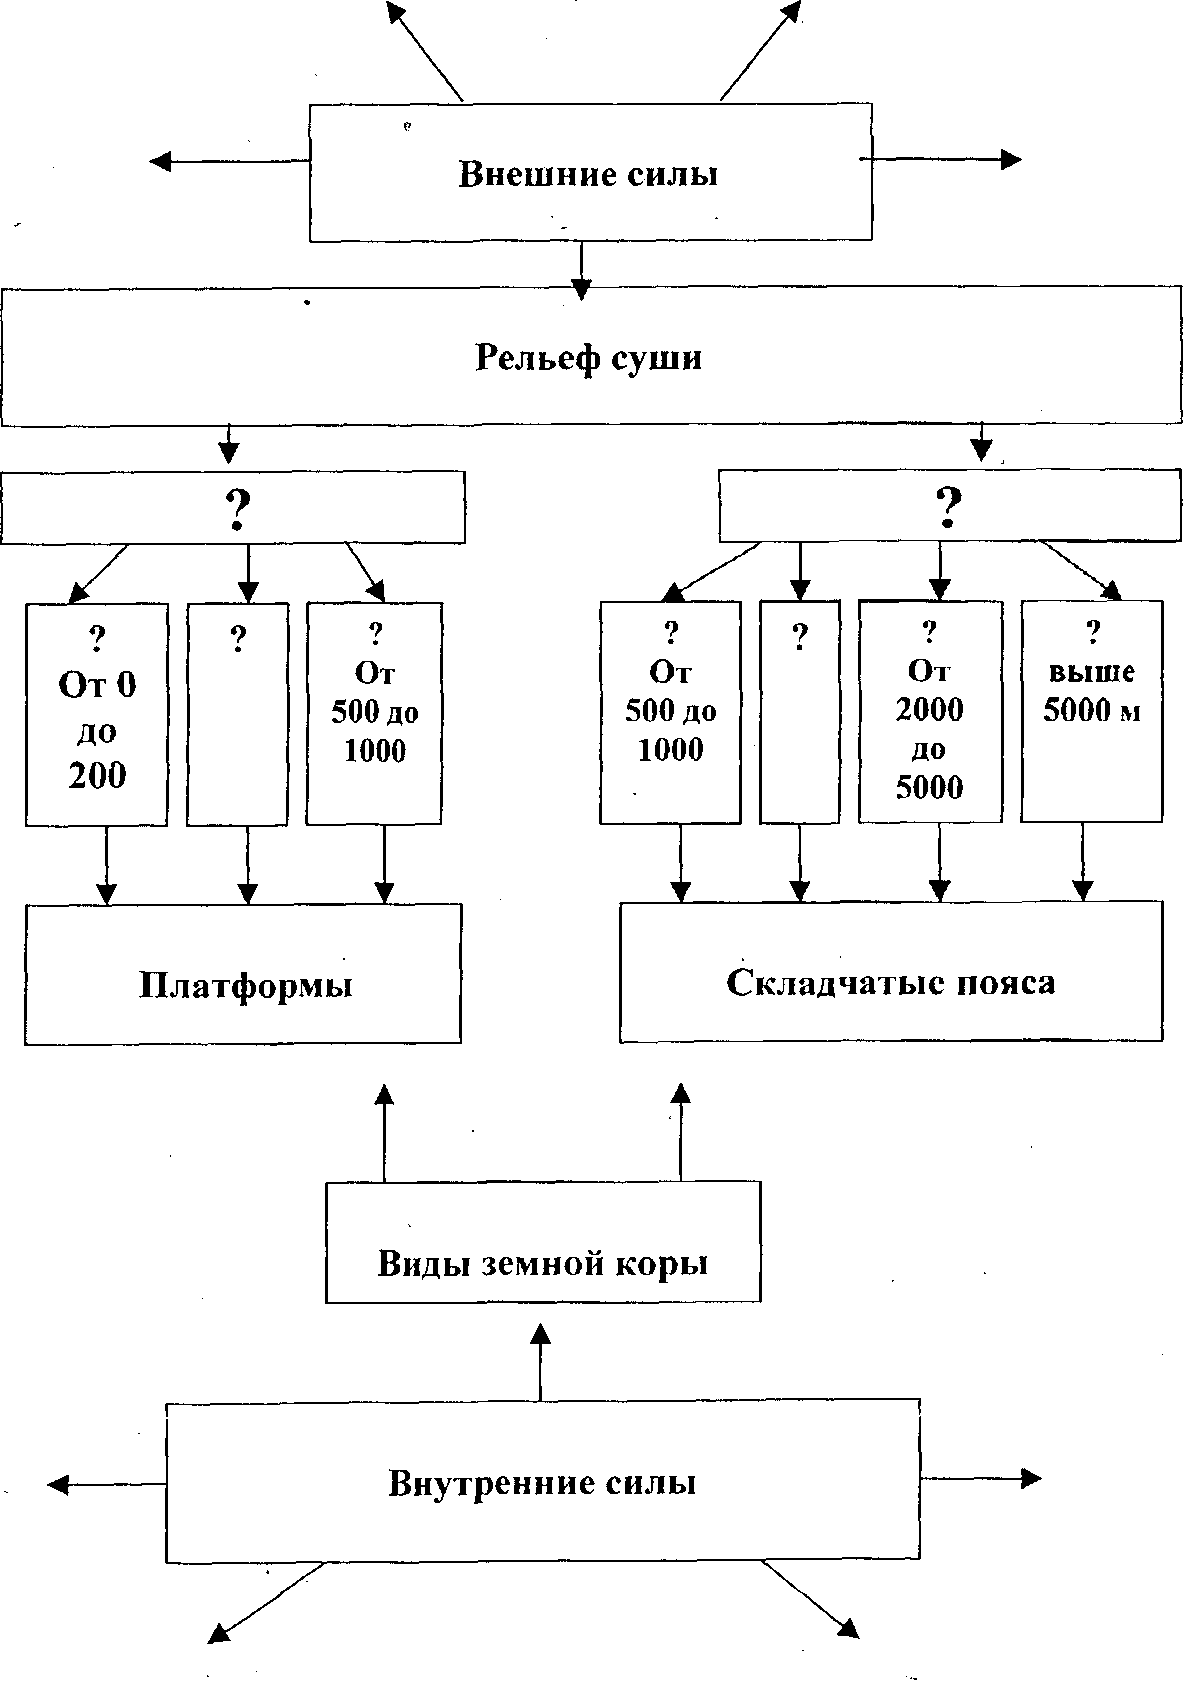 Внешние силы
Рельеф суши
?
?
?
От 0
до
200
?
?
От
500 до
1000
?
От
500 до
1000
?
?
От
2000
до
5000
?
выше
5000 м
Платформы
Складчатые пояса
Виды земной коры
Внутренние силы